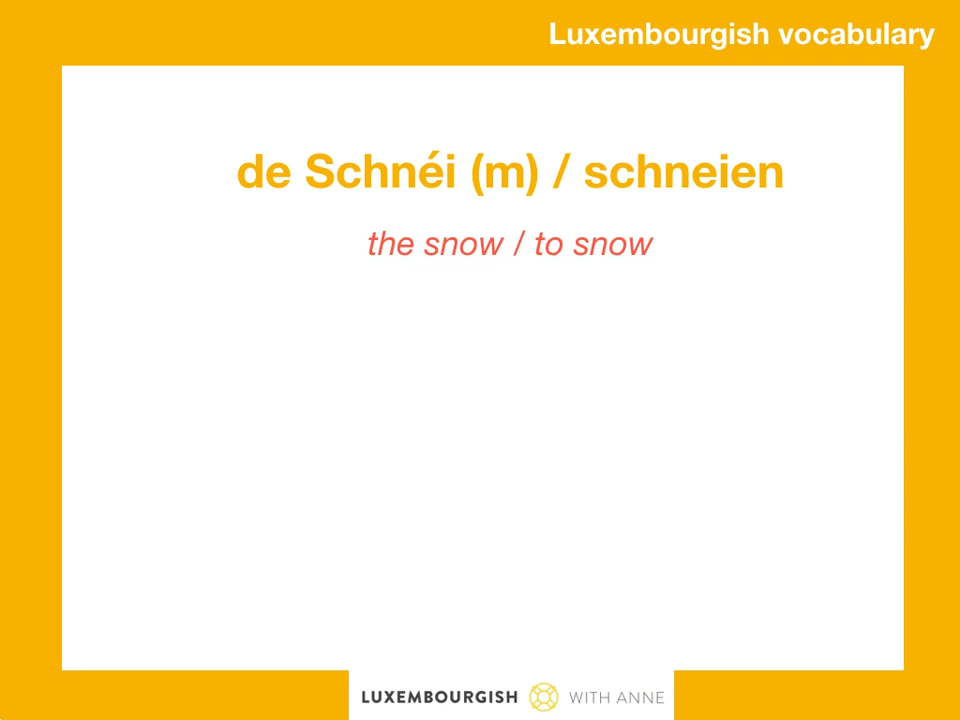 Luxembourgish vocabulary
de Schnéi (m) / schneien
the snow / to snow
LUXEMBOURGISH WITH ANNE